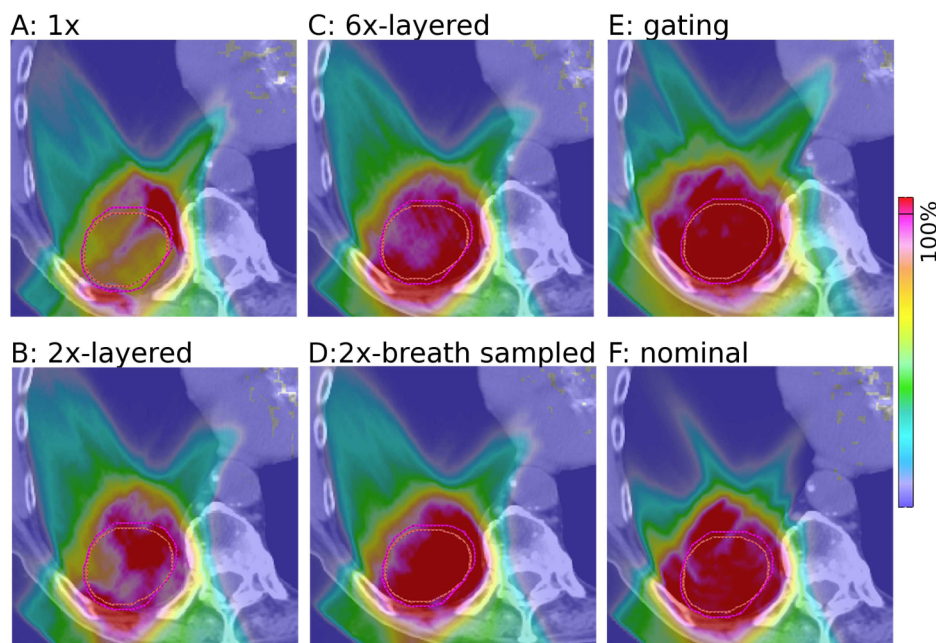 A: 1x
C: 6x-layered
E: gating
100%
B: 2x-layered
D:2x-breath sampled
F: nominal